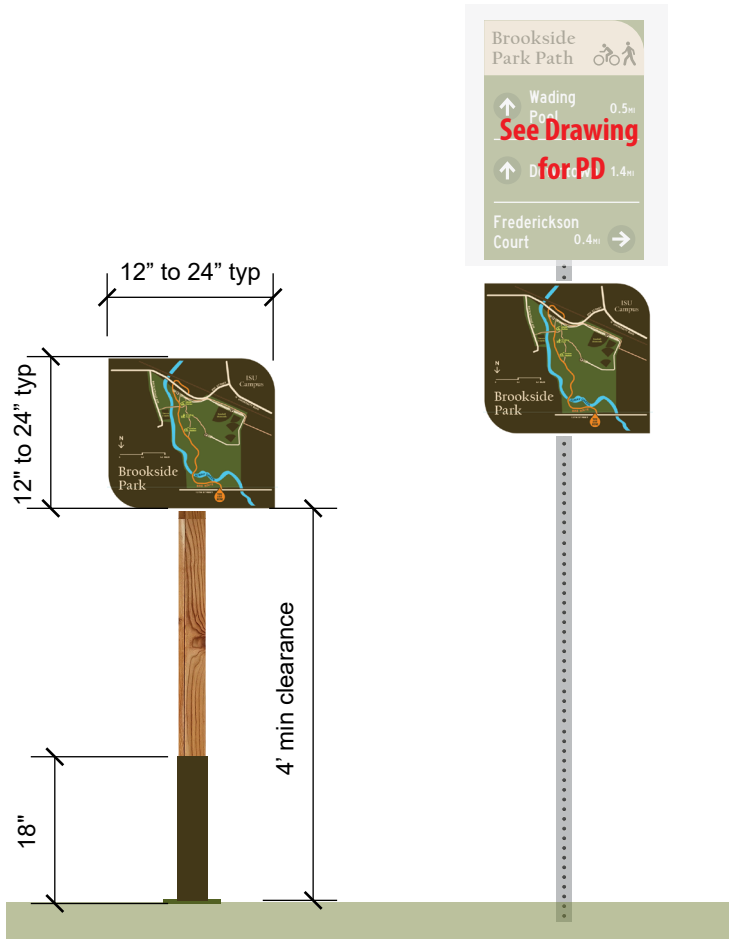 Brookside
Park Path
Wading
Pool
0.5MI
See Drawing
for PD
1.4MI
Frederickson
Court
0.4MI
12” to 24” typ
12" to 24” typ
ISU
Campus
N
Brookside
Park
ISU
Campus
N
Brookside
Park
4’ min clearance
18"